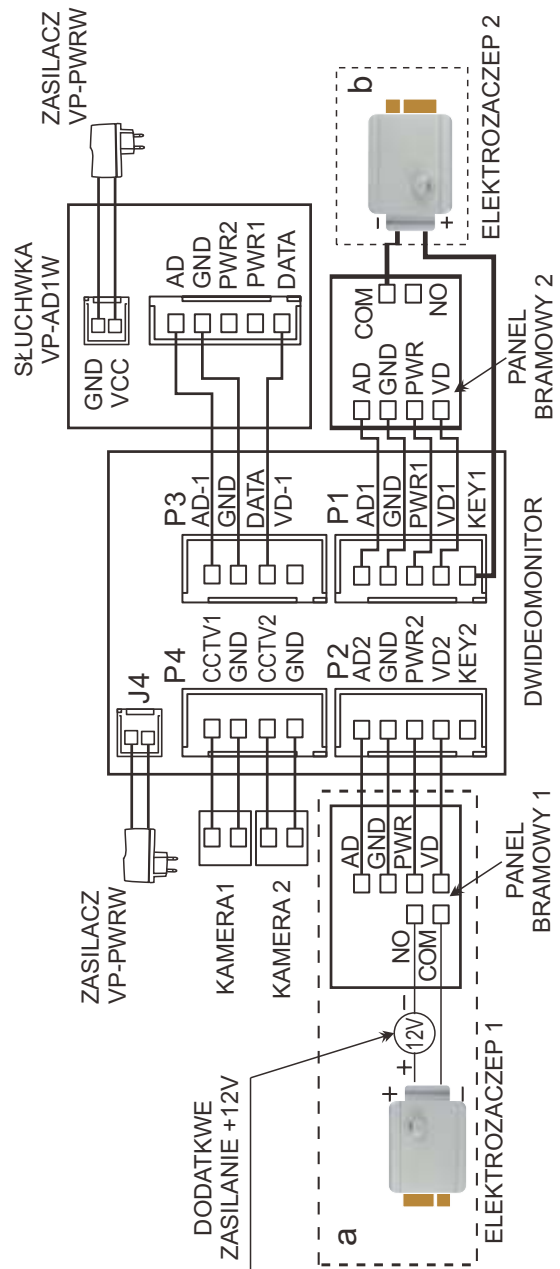 ZASILACZ
VP-PWRW
SŁUCHWKA
VP-AD1W
GND
VCC
AD
GND
PWR2
PWR1
DATA
b
–
+
ELEKTROZACZEP 2
COM
NO
AD
GND
PWR
VD
PANEL
BRAMOWY 2
P3
AD-1
GND
DATA
VD-1
P1
AD1
GND
PWR1
VD1
KEY1
J4
P4
CCTV1
GND
CCTV2
GND
P2
AD2
GND
PWR2
VD2
KEY2
DWIDEOMONITOR
ZASILACZ
VP-PWRW
KAMERA1
KAMERA 2
AD
GND
PWR
VD
NO
COM
PANEL
BRAMOWY 1
DODATKWE
ZASILANIE +12V
+
12V
–
a
+
–
ELEKTROZACZEP 1